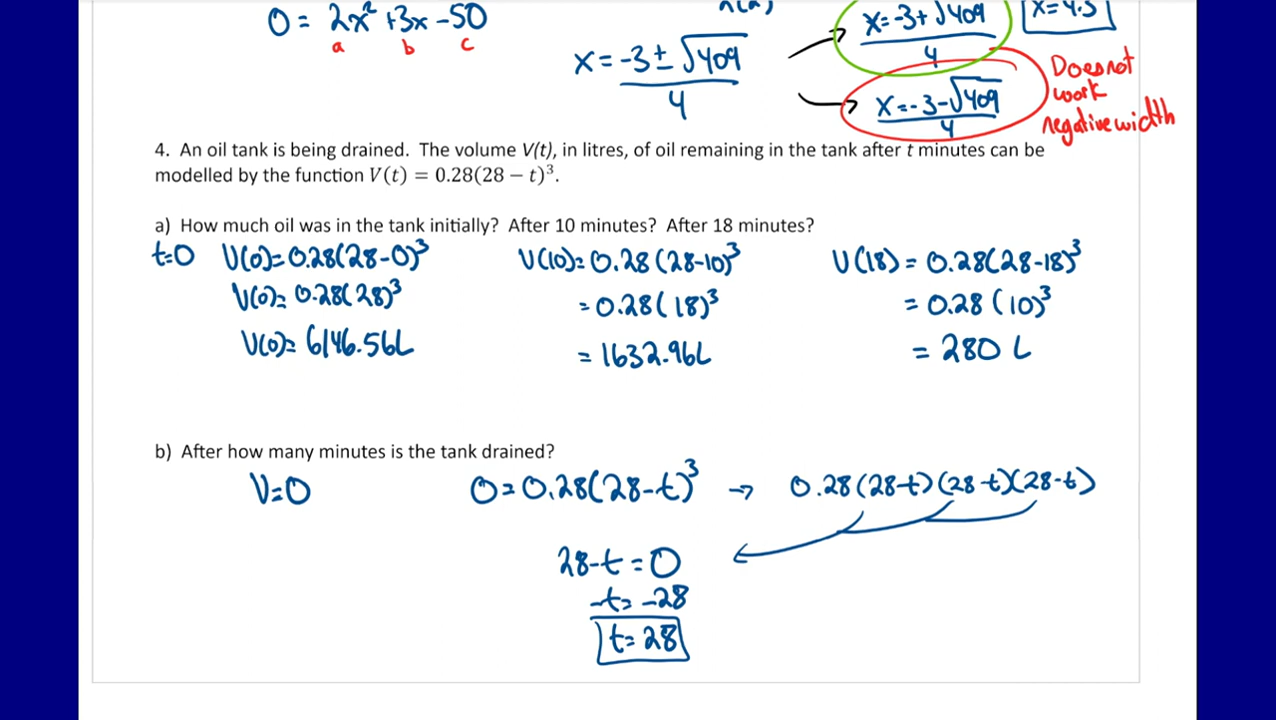 0 = 2x² + 3x - 50
a b c
x = -3 ± √409 / 4
x = -3 + √409 / 4
x = -3 - √409 / 4
Does not
work
negative width
4. An oil tank is being drained. The volume V(t), in litres, of oil remaining in the tank after t minutes can be
modelled by the function V(t) = 0.28(28 − t)³.
a) How much oil was in the tank initially? After 10 minutes? After 18 minutes?
t=0 V(0)=0.28(28-0)³ V(10)=0.28(28-10)³ V(18)=0.28(28-18)³
V(0)=0.28(28)³ =0.28(18)³ =0.28(10)³
V(0)=6146.56L =1632.96L =280 L
b) After how many minutes is the tank drained?
V=0 0=0.28(28-t)³ → 0.28(28-t)(28-t)(28-t)
28-t=0
-t=-28
t=28